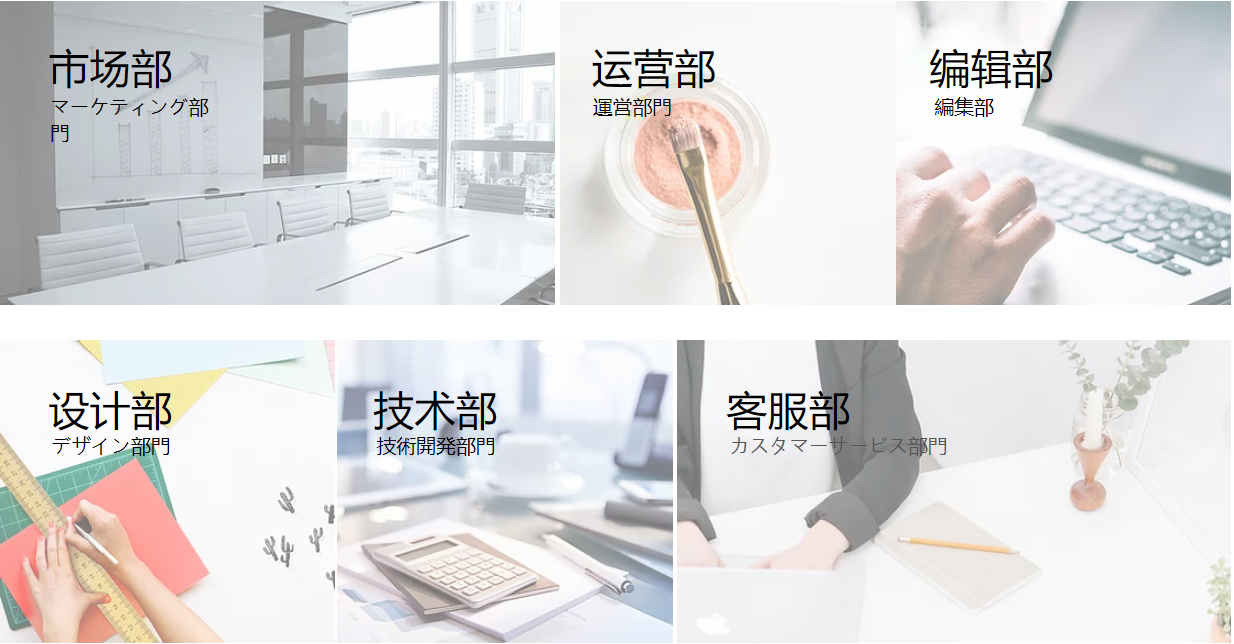 市场部
マーケティング部
門
运营部
運営部門
编辑部
編集部
设计部
デザイン部門
技术部
技術開発部門
客服部
カスタマーサービス部門